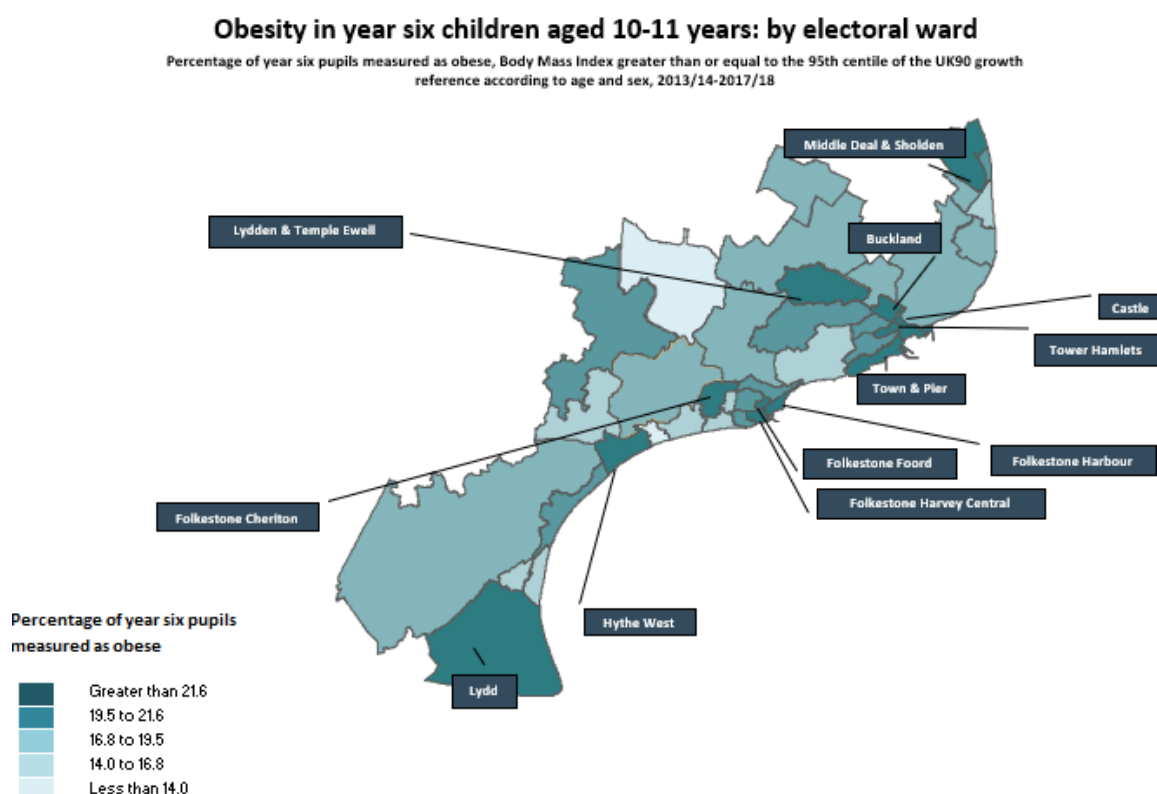 Obesity in year six children aged 10-11 years: by electoral ward
Percentage of year six pupils measured as obese, Body Mass Index greater than or equal to the 95th centile of the UK90 growth
reference according to age and sex, 2013/14-2017/18
Middle Deal & Sholden
Lydden & Temple Ewell
Buckland
Castle
Tower Hamlets
Town & Pier
Folkestone Foord
Folkestone Harbour
Folkestone Harvey Central
Folkestone Cheriton
Hythe West
Lydd
Percentage of year six pupils
measured as obese
Greater than 21.6
19.5 to 21.6
16.8 to 19.5
14.0 to 16.8
Less than 14.0